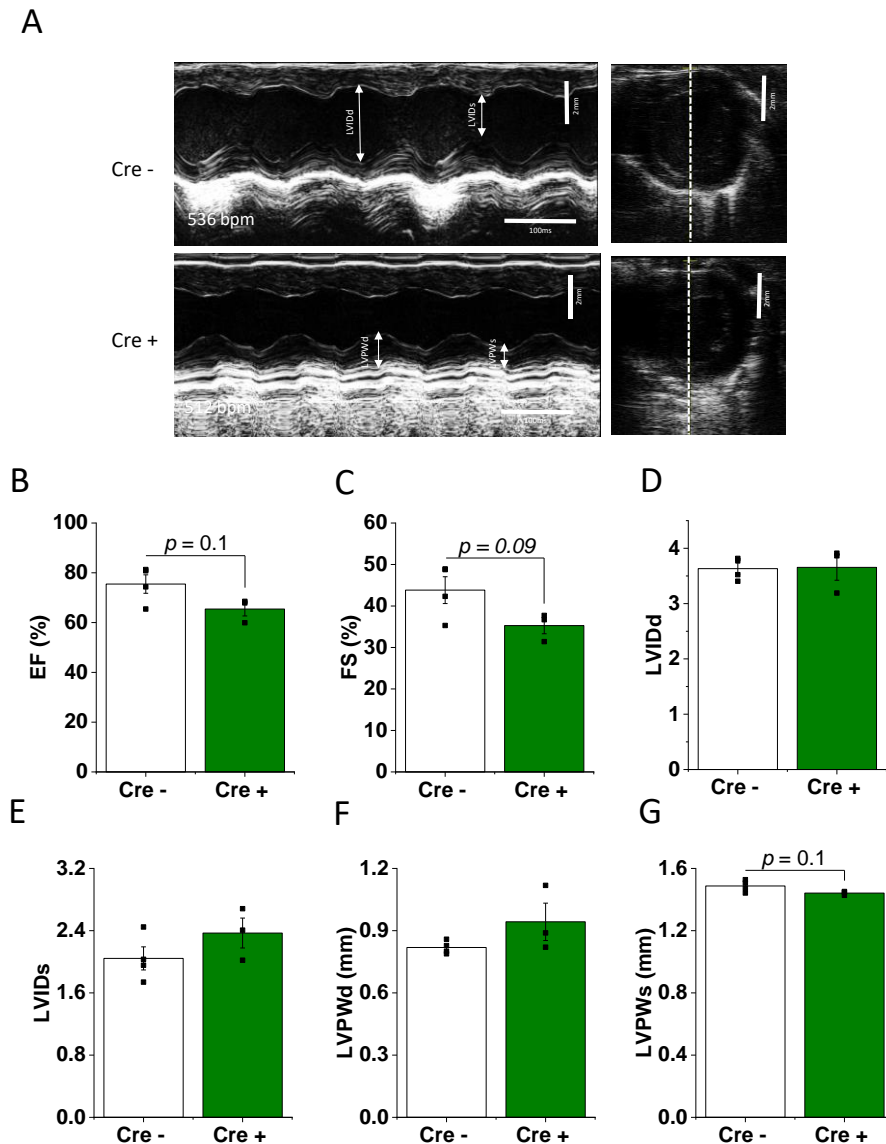 A
Cre -
LVIDd
LVIDs
2mm
536 bpm
100ms
2mm
Cre +
LVPWd
LVPWs
2mm
512 bpm
100ms
2mm
B
EF (%)
100
80
60
40
20
0
p = 0.1
Cre -
Cre +
C
FS (%)
60
50
40
30
20
10
0
p = 0.09
Cre -
Cre +
D
LVIDd
4
3
2
1
0
Cre -
Cre +
E
LVIDs
3.2
2.4
1.6
0.8
0.0
Cre -
Cre +
F
LVPWd (mm)
1.2
0.9
0.6
0.3
0.0
Cre -
Cre +
G
LVPWs (mm)
1.6
1.2
0.8
0.4
0.0
p = 0.1
Cre -
Cre +